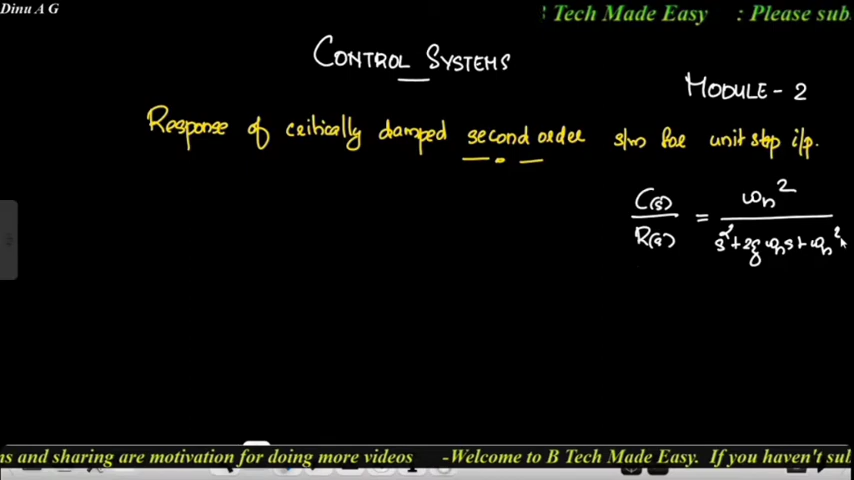 Dinu A G
B Tech Made Easy : Please sub
CONTROL SYSTEMS
MODULE - 2
Response of critically damped second order s/m for unit step i/p.
C(s)/R(s) = ωn² / s² + 2ξωns + ωn²
ns and sharing are motivation for doing more videos -Welcome to B Tech Made Easy. If you haven't sub